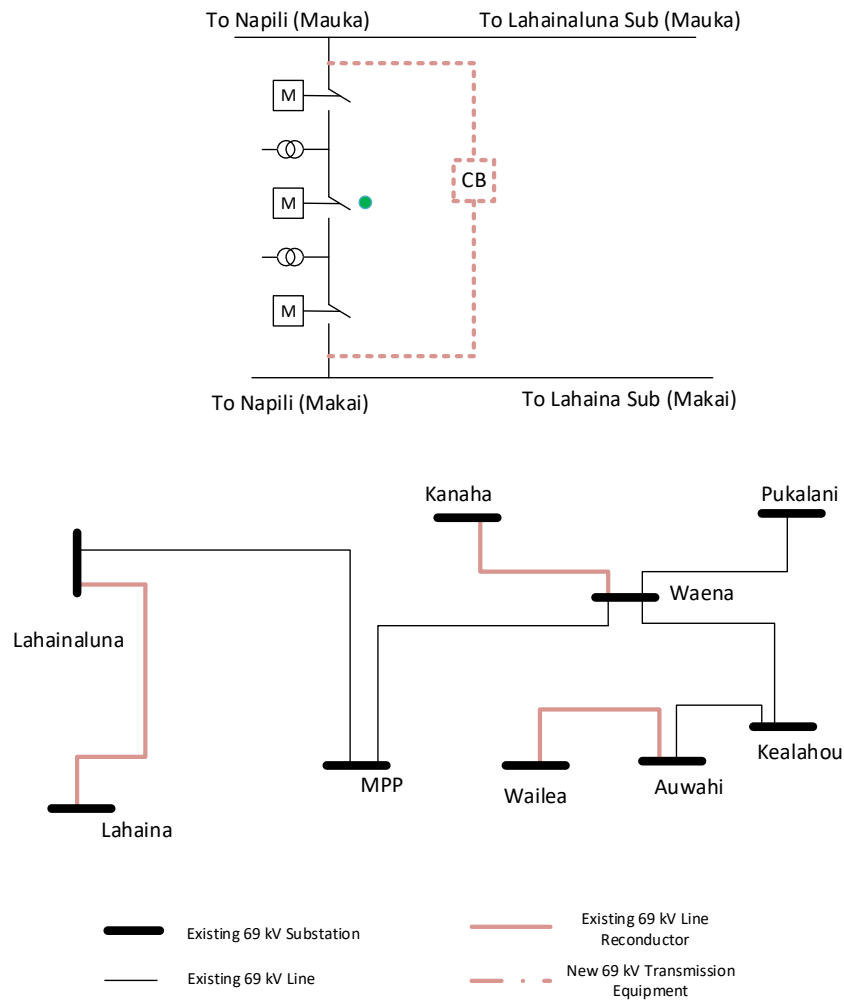 To Napili (Mauka)
To Lahainaluna Sub (Mauka)
M
M
CB
M
To Napili (Makai)
To Lahaina Sub (Makai)
Kanaha
Pukalani
Waena
Lahainaluna
Kealahou
MPP
Wailea
Auwahi
Lahaina
Existing 69 kV Substation
Existing 69 kV Line
Reconductor
Existing 69 kV Line
New 69 kV Transmission
Equipment